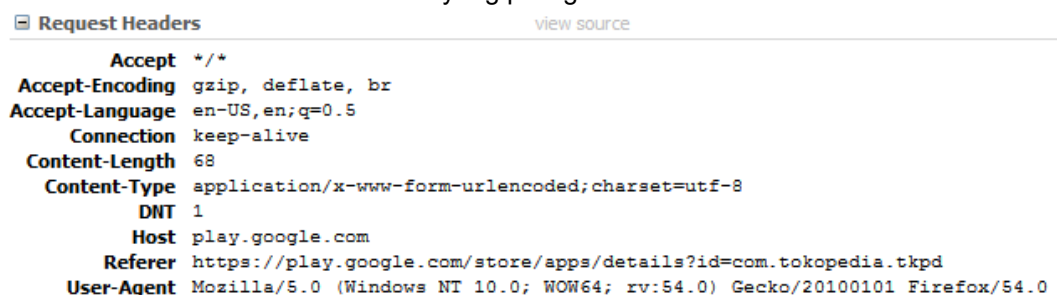 Request Headers view source
Accept */*
Accept-Encoding gzip, deflate, br
Accept-Language en-US,en;q=0.5
Connection keep-alive
Content-Length 68
Content-Type application/x-www-form-urlencoded;charset=utf-8
DNT 1
Host play.google.com
Referer https://play.google.com/store/apps/details?id=com.tokopedia.tkpd
User-Agent Mozilla/5.0 (Windows NT 10.0; WOW64; rv:54.0) Gecko/20100101 Firefox/54.0